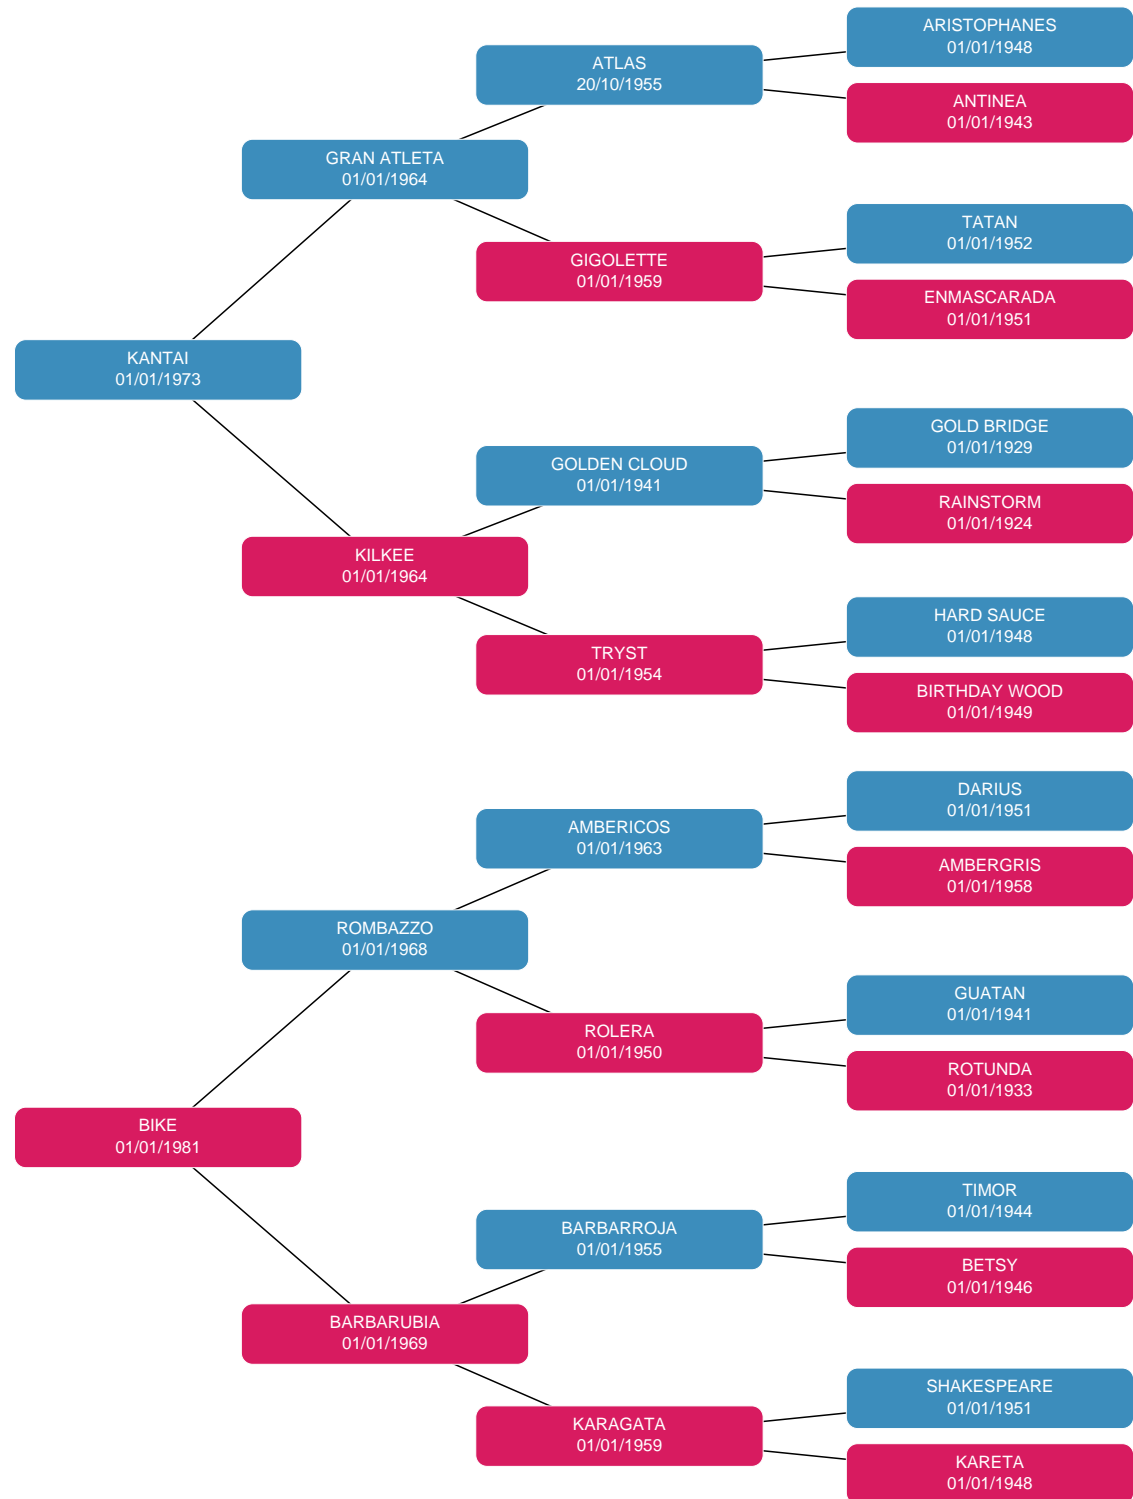 ARISTOPHANES
01/01/1948
ATLAS
20/10/1955
ANTINEA
01/01/1943
GRAN ATLETA
01/01/1964
TATAN
01/01/1952
GIGOLETTE
01/01/1959
ENMASCARADA
01/01/1951
KANTAI
01/01/1973
GOLD BRIDGE
01/01/1929
GOLDEN CLOUD
01/01/1941
RAINSTORM
01/01/1924
KILKEE
01/01/1964
HARD SAUCE
01/01/1948
TRYST
01/01/1954
BIRTHDAY WOOD
01/01/1949
DARIUS
01/01/1951
AMBERICOS
01/01/1963
AMBERGRIS
01/01/1958
ROMBAZZO
01/01/1968
GUATAN
01/01/1941
ROLERA
01/01/1950
ROTUNDA
01/01/1933
BIKE
01/01/1981
TIMOR
01/01/1944
BARBARROJA
01/01/1955
BETSY
01/01/1946
BARBARUBIA
01/01/1969
SHAKESPEARE
01/01/1951
KARAGATA
01/01/1959
KARETA
01/01/1948